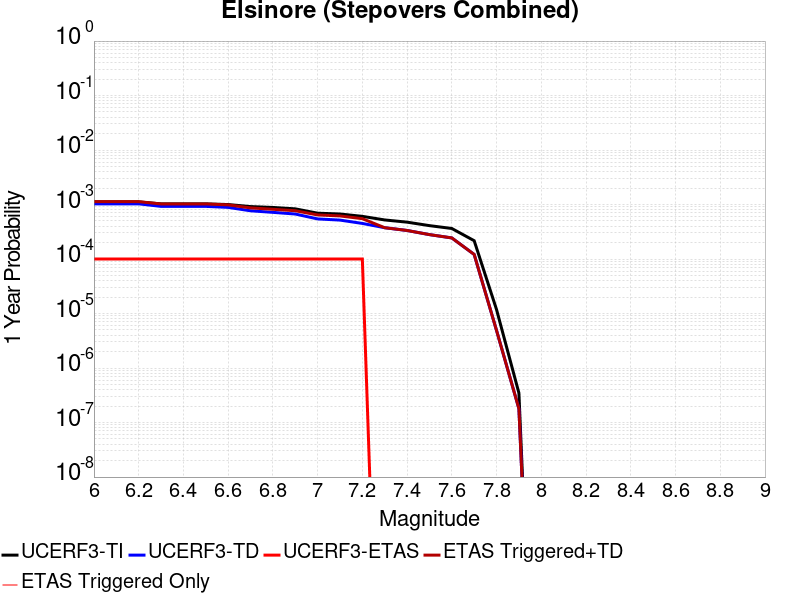 Elsinore (Stepovers Combined)
10^0
10^-1
10^-2
10^-3
10^-4
10^-5
10^-6
10^-7
10^-8
1 Year Probability
6 6.2 6.4 6.6 6.8 7 7.2 7.4 7.6 7.8 8 8.2 8.4 8.6 8.8 9
Magnitude
UCERF3-TI UCERF3-TD UCERF3-ETAS ETAS Triggered+TD
ETAS Triggered Only